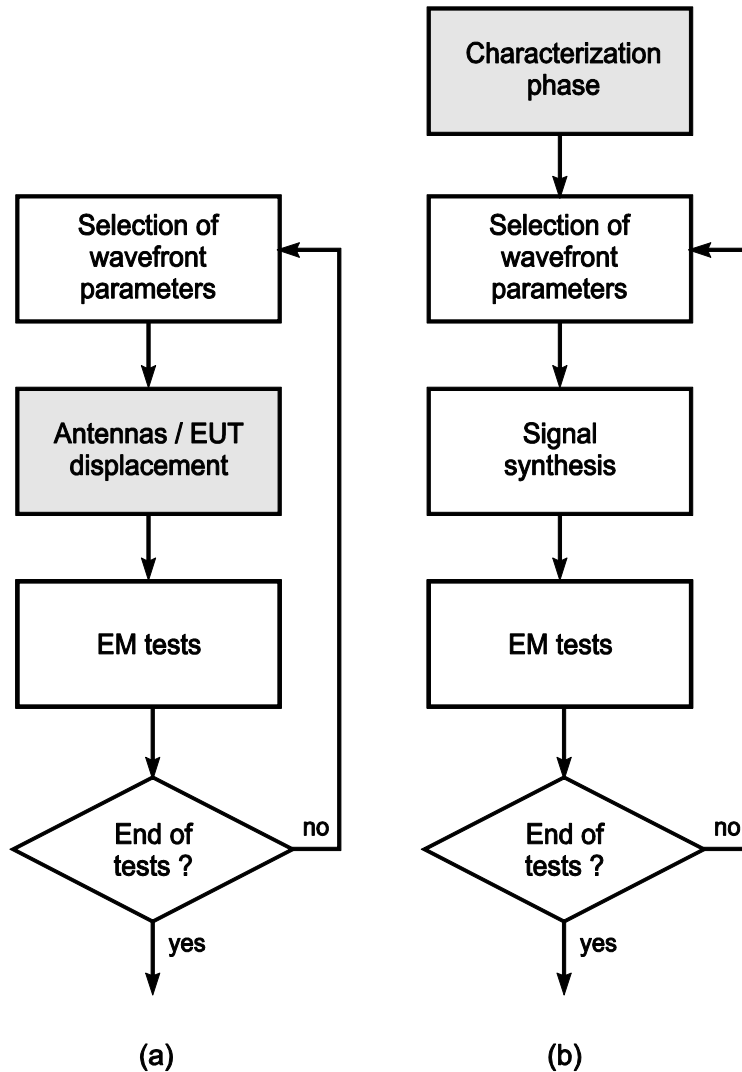 Selection of
wavefront
parameters
Antennas / EUT
displacement
EM tests
End of
tests ?
no
yes
(a)
Characterization
phase
Selection of
wavefront
parameters
Signal
synthesis
EM tests
End of
tests ?
no
yes
(b)